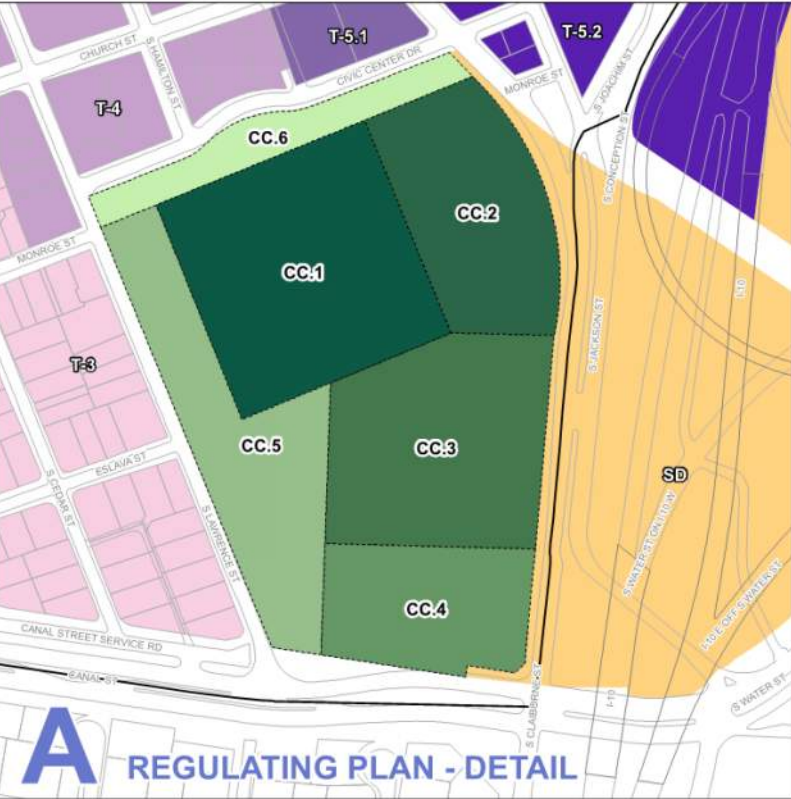 T-5.1
T-5.2
CHURCH ST
S HAMILTON ST
CIVIC CENTER DR
MONROE ST
S JOACHIM ST
T-4
CC.6
S CONCEPTION ST
CC.2
MONROE ST
CC.1
I-10
S JACKSON ST
T-3
CC.5
CC.3
ESLAVA ST
SD
S CEDAR ST
S LAWRENCE ST
S WATER ST ON I-10 W
CC.4
I-10 E OFF S WATER ST
CANAL STREET SERVICE RD
CANAL ST
S CLAIBORNE ST
I-10
S WATER ST
A REGULATING PLAN - DETAIL